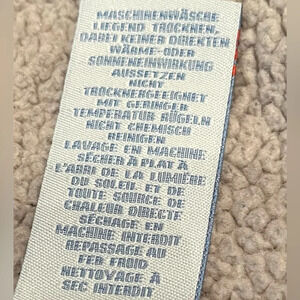 MASCHINENWÄSCHE
LIEGEND TROCKNEN,
DABEI KEINER DIREKTEN
WÄRME- ODER
SONNENEINWIRKUNG
AUSSETZEN
NICHT
TROCKNERGEEIGNET
MIT GERINGER
TEMPERATUR BÜGELN
NICHT CHEMISCH
REINIGEN
LAVAGE EN MACHINE
SÉCHER À PLAT À
L'ABRI DE LA LUMIÈRE
DU SOLEIL ET DE
TOUTE SOURCE DE
CHALEUR DIRECTE
SÉCHAGE EN
MACHINE INTERDIT
REPASSAGE AU
FER FROID
NETTOYAGE À
SEC INTERDIT